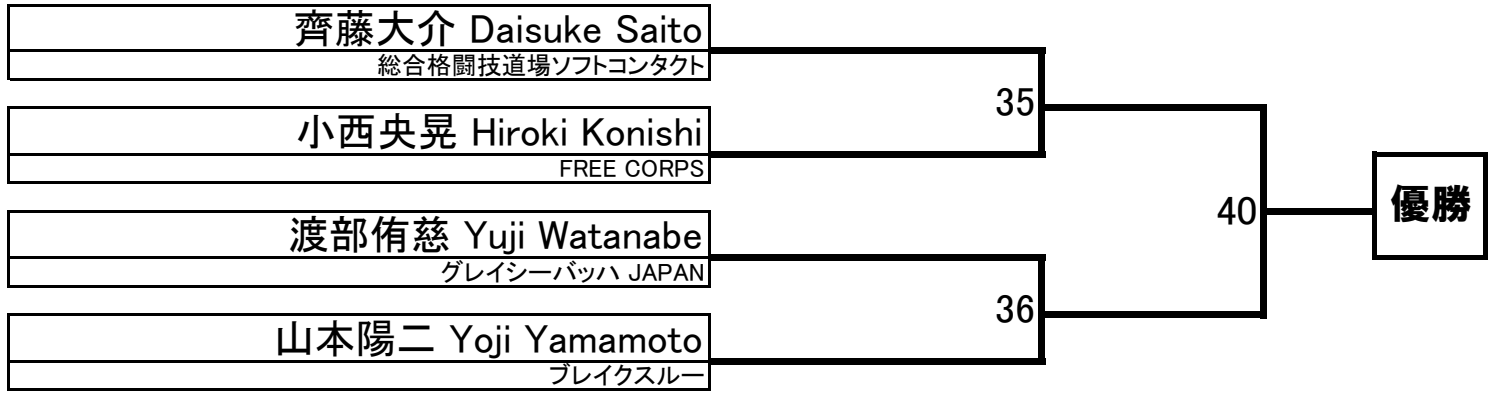 齊藤大介 Daisuke Saito
総合格闘技道場ソフトコンタクト
35
小西央晃 Hiroki Konishi
FREE CORPS
渡部侑慈 Yuji Watanabe
グレイシーバッハ JAPAN
40
優勝
36
山本陽二 Yoji Yamamoto
ブレイクスルー